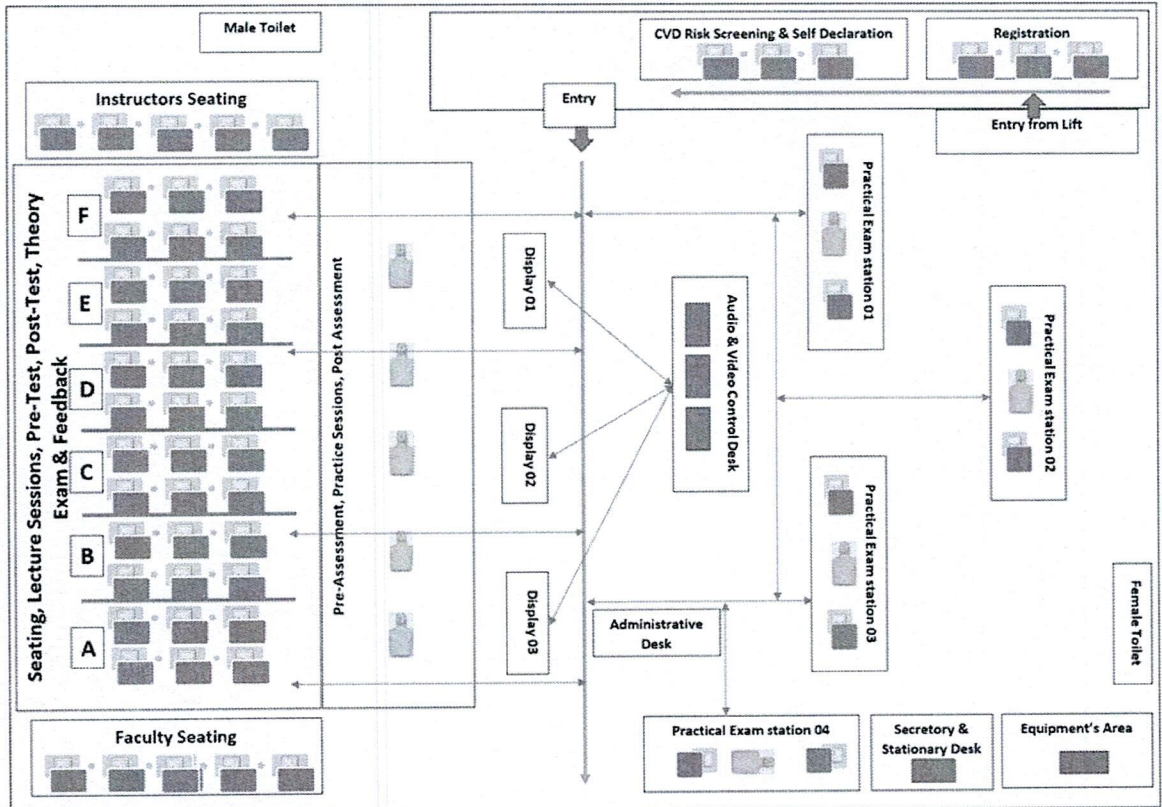 Male Toilet
CVD Risk Screening & Self Declaration
Registration
Instructors Seating
Entry
Entry from Lift
Seating, Lecture Sessions, Pre-Test, Post-Test, Theory
Exam & Feedback
F
E
D
C
B
A
Pre-Assessment, Practice Sessions, Post Assessment
Display 01
Display 02
Display 03
Audio & Video Control Desk
Practical Exam station 01
Practical Exam station 02
Practical Exam station 03
Administrative
Desk
Female Toilet
Faculty Seating
Practical Exam station 04
Secretory &
Stationary Desk
Equipment's Area